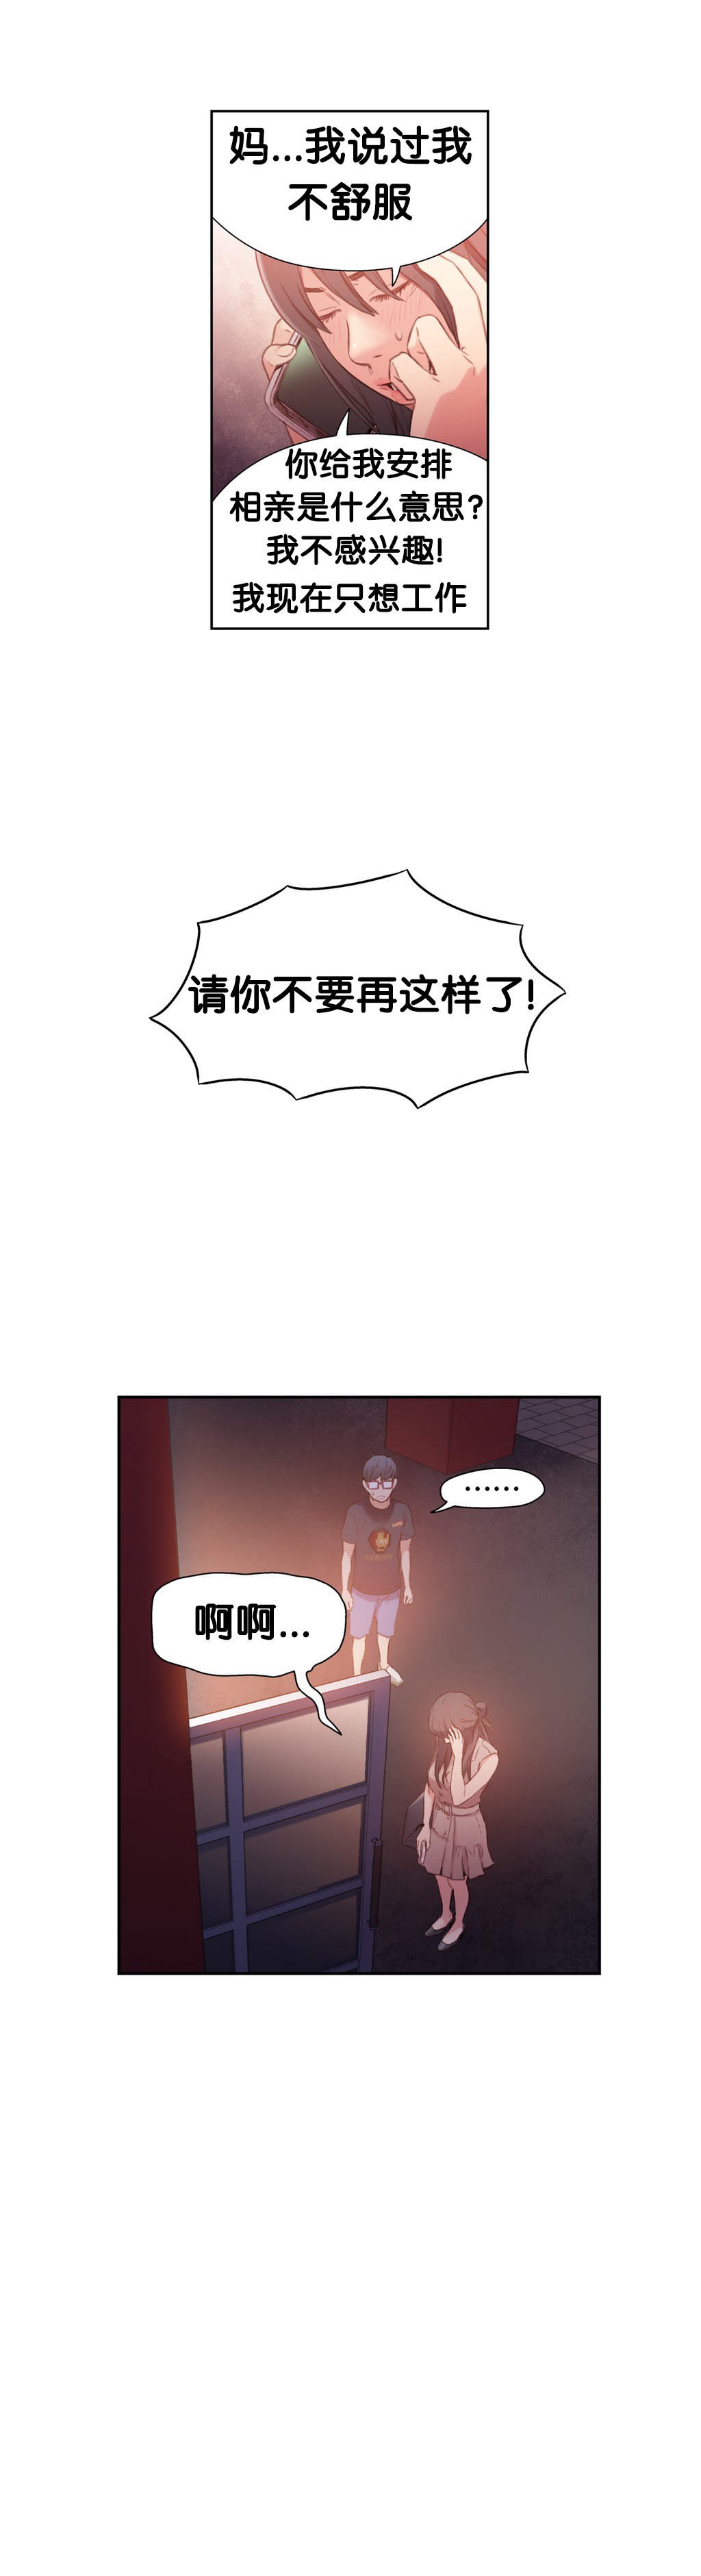 妈...我说过我
不舒服
你给我安排
相亲是什么意思?
我不感兴趣!
我现在只想工作
请你不要再这样了!
......
啊啊...